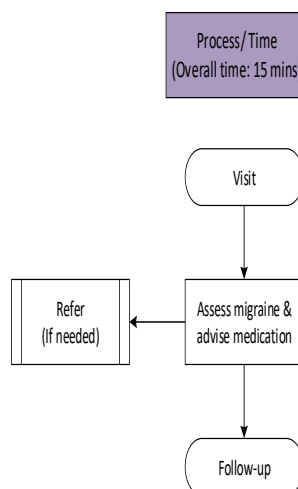 Process/ Time
(Overall time: 15 mins
Visit
Refer
(If needed)
Assess migraine &
advise medication
Follow-up